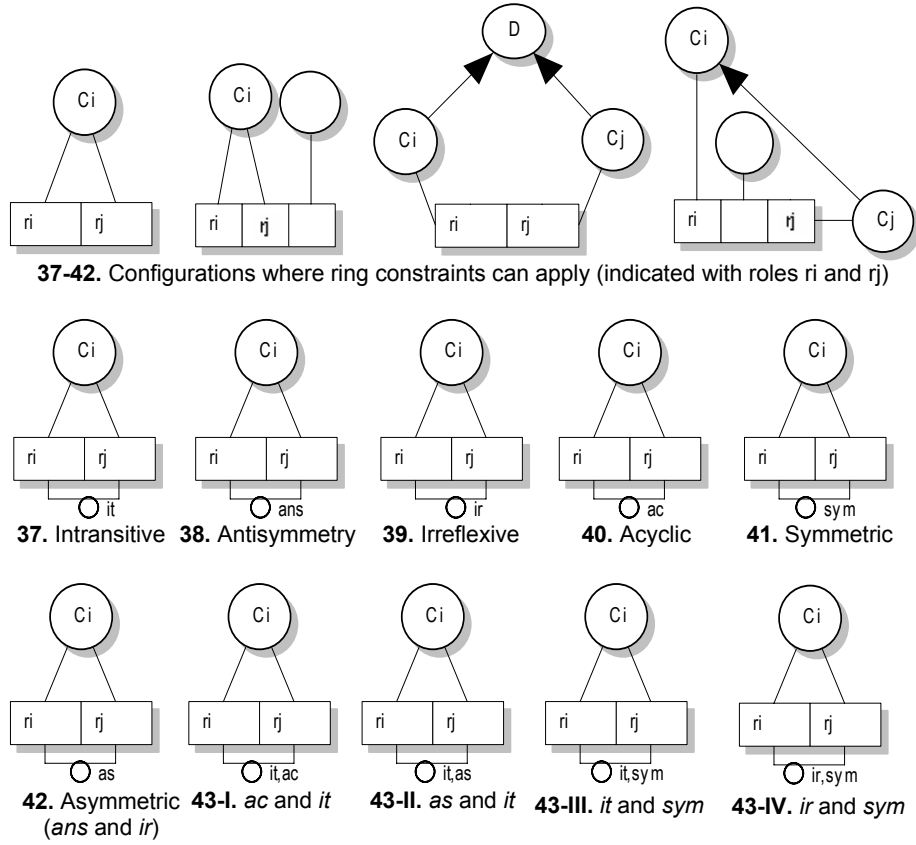 D
Ci
Ci
Ci
Ci
Cj
Cj
ri rj
ri rj
ri rj
ri rj
37-42. Configurations where ring constraints can apply (indicated with roles ri and rj)
Ci Ci Ci Ci Ci
ri rj ri rj ri rj ri rj ri rj
it ans ir ac sym
37. Intransitive 38. Antisymmetry 39. Irreflexive 40. Acyclic 41. Symmetric
Ci Ci Ci Ci Ci
ri rj ri rj ri rj ri rj ri rj
as it,ac it,as it,sym ir,sym
42. Asymmetric 43-I. ac and it 43-II. as and it 43-III. it and sym 43-IV. ir and sym
(ans and ir)